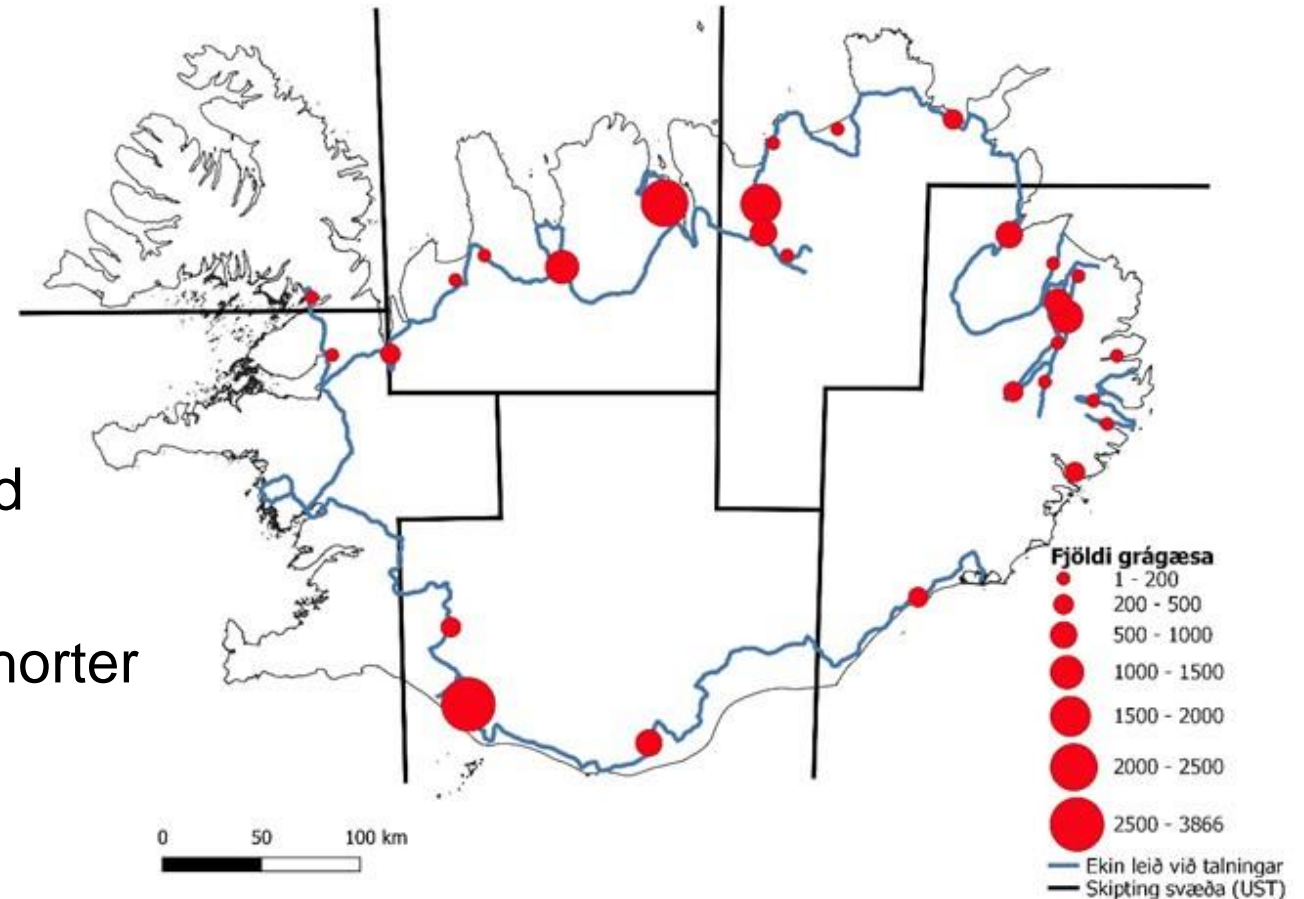 d
horter
Fjöldi grágæsa
1 - 200
200 - 500
500 - 1000
1000 - 1500
1500 - 2000
2000 - 2500
2500 - 3866
Ekin leið við talningar
Skipting svæða (UST)
0 50 100 km